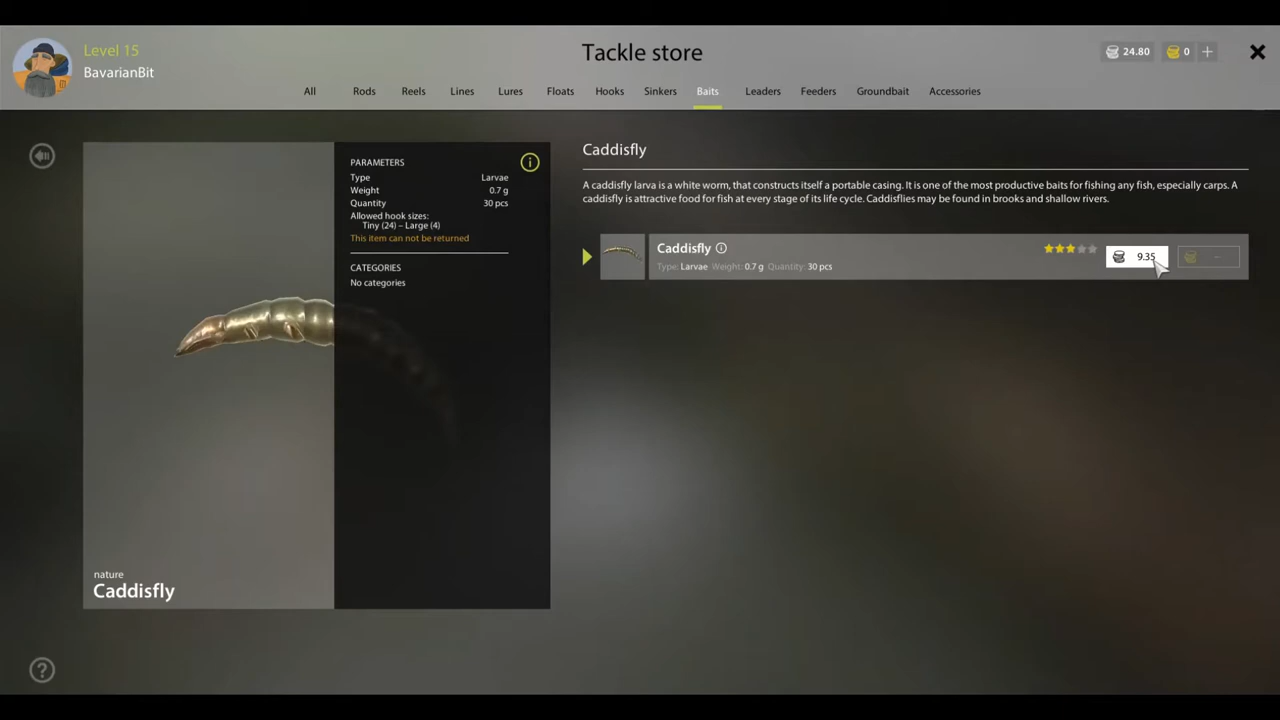 Level 15
BavarianBit
Tackle store
24.80
0
+
All Rods Reels Lines Lures Floats Hooks Sinkers Baits Leaders Feeders Groundbait Accessories
PARAMETERS
Type Larvae
Weight 0.7 g
Quantity 30 pcs
Allowed hook sizes:
Tiny (24) – Large (4)
This item can not be returned
CATEGORIES
No categories
nature
Caddisfly
Caddisfly
A caddisfly larva is a white worm, that constructs itself a portable casing. It is one of the most productive baits for fishing any fish, especially carps. A
caddisfly is attractive food for fish at every stage of its life cycle. Caddisflies may be found in brooks and shallow rivers.
Caddisfly
Type: Larvae Weight: 0.7 g Quantity: 30 pcs
9.35
–
?